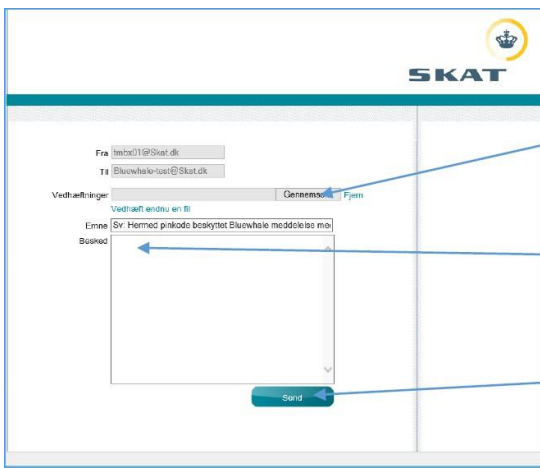 SKAT
Fra tmbx01@Skat.dk
Til Bluewhale-test@Skat.dk
Vedhæftninger Gennemse... Fjern
Vedhæft endnu en fil
Emne Sv: Hermed pinkode beskyttet Bluewhale meddelelse med
Besked
Send